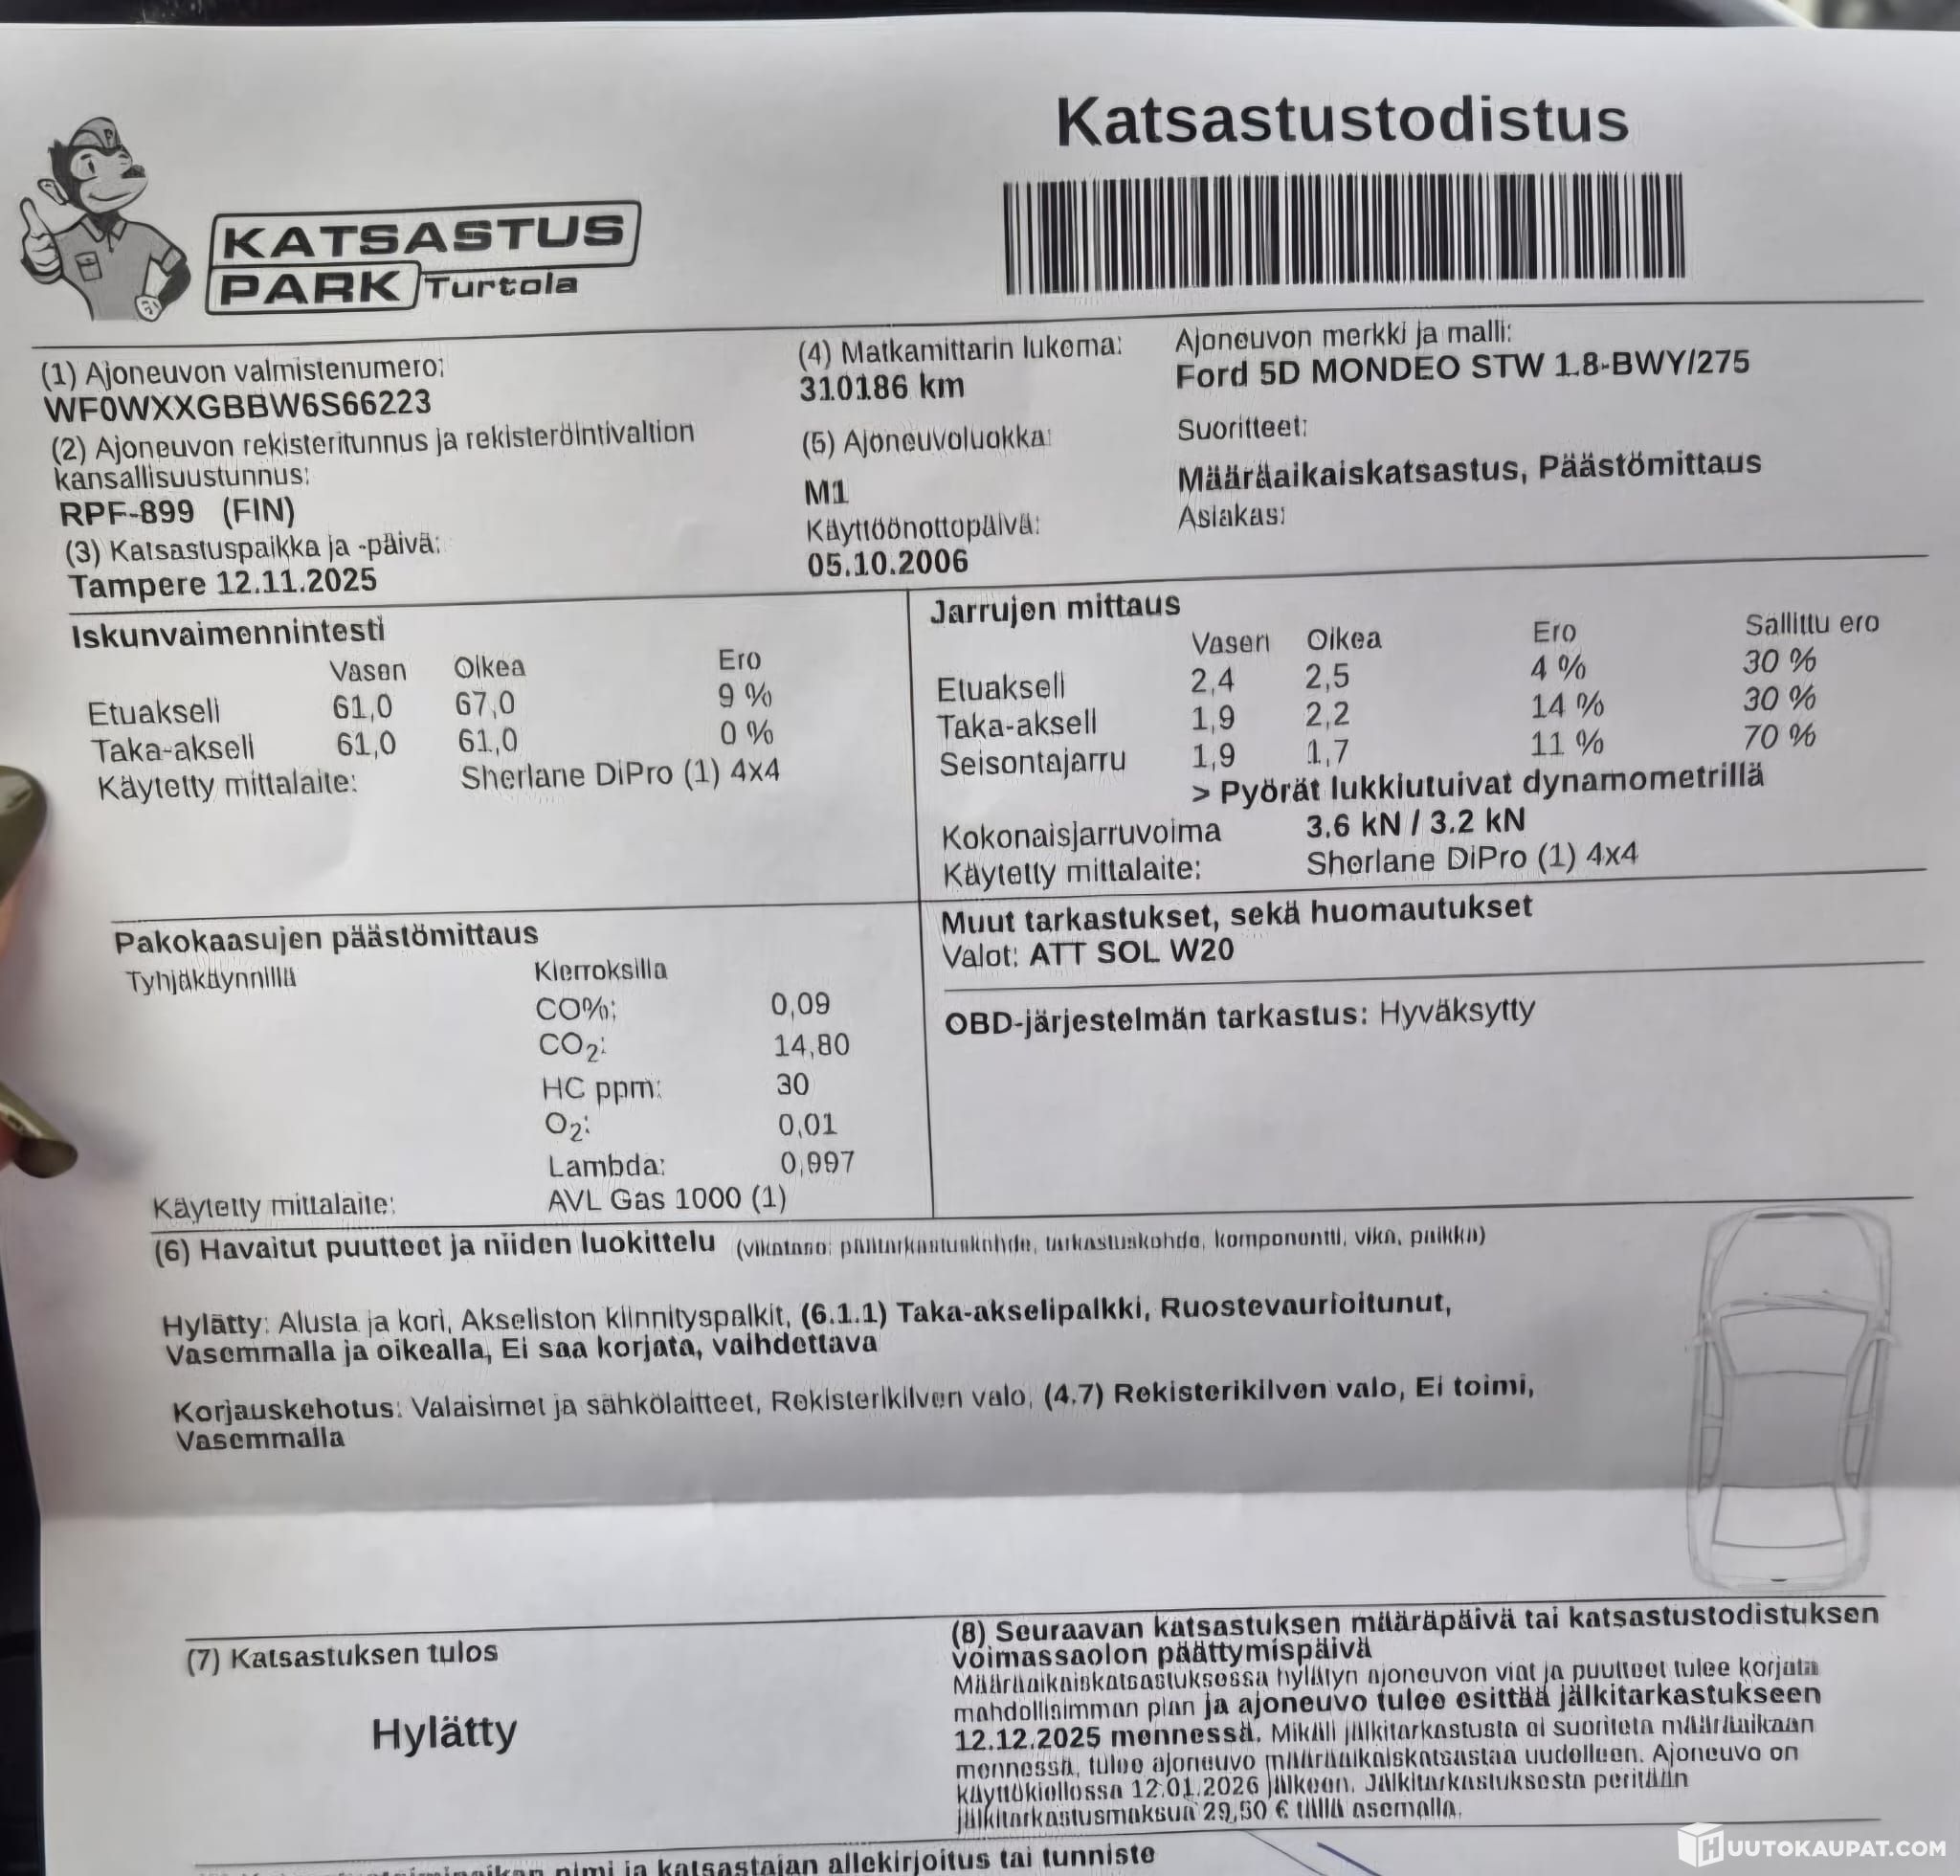 Katsastustodistus
KATSASTUS
PARK Turtola
(1) Ajoneuvon valmistenumero:
WF0WXXGBBW6S66223
(2) Ajoneuvon rekisteritunnus ja rekisteröintivaltion
kansallisuustunnus:
RPF-899 (FIN)
(3) Katsastuspaikka ja -päivä:
Tampere 12.11.2025
(4) Matkamittarin lukema:
310186 km
(5) Ajoneuvoluokka:
M1
Käyttöönottopäivä:
05.10.2006
Ajoneuvon merkki ja malli:
Ford 5D MONDEO STW 1.8-BWY/275
Suoritteet:
Määräaikaiskatsastus, Päästömittaus
Asiakas:
Iskunvaimennintesti
Vasen Oikea Ero
Etuakseli 61,0 67,0 9 %
Taka-akseli 61,0 61,0 0 %
Käytetty mittalaite: Sherlane DiPro (1) 4x4
Jarrujen mittaus
Vasen Oikea Ero Sallittu ero
Etuakseli 2,4 2,5 4 % 30 %
Taka-akseli 1,9 2,2 14 % 30 %
Seisontajarru 1,9 1,7 11 % 70 %
> Pyörät lukkiutuivat dynamometrillä
Kokonaisjarruvoima 3.6 kN / 3.2 kN
Käytetty mittalaite: Sherlane DiPro (1) 4x4
Pakokaasujen päästömittaus
Tyhjäkäynnillä Kierroksilla
CO%: 0,09
CO2: 14,80
HC ppm: 30
O2: 0,01
Lambda: 0,997
Käytetty mittalaite: AVL Gas 1000 (1)
Muut tarkastukset, sekä huomautukset
Valot: ATT SOL W20
OBD-järjestelmän tarkastus: Hyväksytty
(6) Havaitut puutteet ja niiden luokittelu (vikataso: päätarkastuskohde, tarkastuskohde, komponentti, vika, paikka)
Hylätty: Alusta ja kori, Akseliston kiinnityspalkit, (6.1.1) Taka-akselipalkki, Ruostevaurioitunut,
Vasemmalla ja oikealla, Ei saa korjata, vaihdettava
Korjauskehotus: Valaisimet ja sähkölaitteet, Rekisterikilven valo, (4.7) Rekisterikilven valo, Ei toimi,
Vasemmalla
(7) Katsastuksen tulos
Hylätty
(8) Seuraavan katsastuksen määräpäivä tai katsastustodistuksen
voimassaolon päättymispäivä
Määräaikaiskatsastuksessa hylätyn ajoneuvon viat ja puutteet tulee korjata
mahdollisimman pian ja ajoneuvo tulee esittää jälkitarkastukseen
12.12.2025 mennessä. Mikäli jälkitarkastusta ei suoriteta määräaikaan
mennessä, tulee ajoneuvo määräaikaiskatsastaa uudelleen. Ajoneuvo on
käyttökiellossa 12.01.2026 jälkeen. Jälkitarkastuksesta peritään
jälkitarkastusmaksua 29,50 € tällä asemalla.
nimi ja katsastajan allekirjoitus tai tunniste
HUUTOKAUPAT.COM